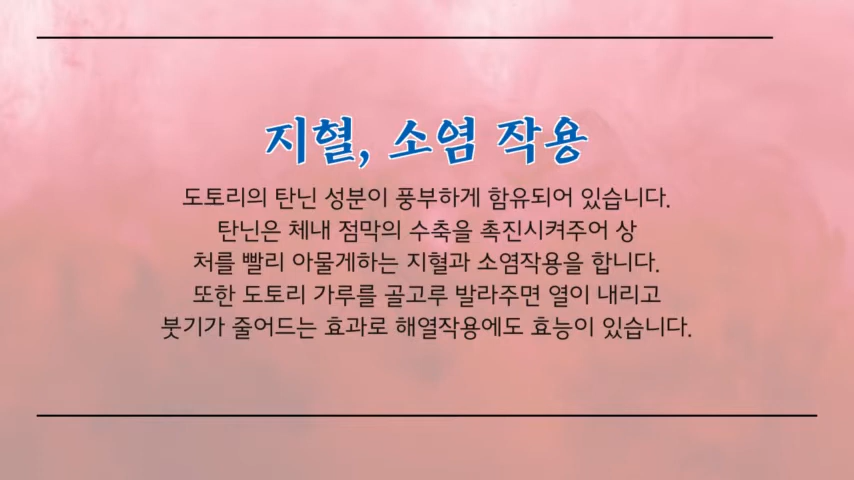 지혈, 소염 작용
도토리의 탄닌 성분이 풍부하게 함유되어 있습니다.
탄닌은 체내 점막의 수축을 촉진시켜주어 상
처를 빨리 아물게하는 지혈과 소염작용을 합니다.
또한 도토리 가루를 골고루 발라주면 열이 내리고
붓기가 줄어드는 효과로 해열작용에도 효능이 있습니다.